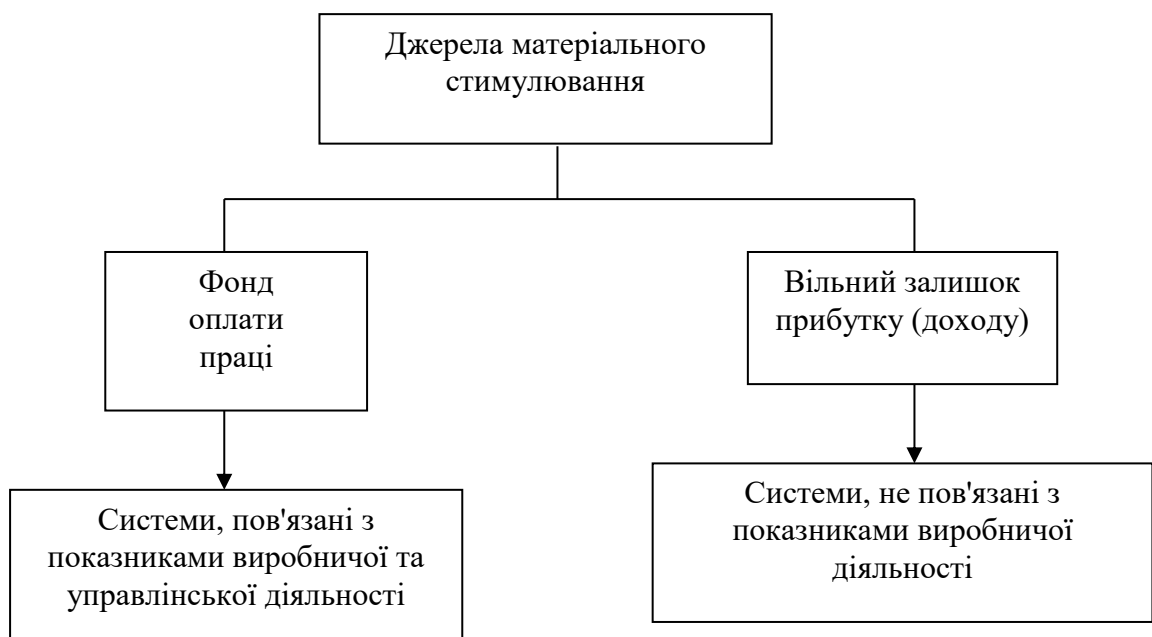 Джерела матеріального
стимулювання
Фонд
оплати
праці
Вільний залишок
прибутку (доходу)
Системи, пов'язані з
показниками виробничої та
управлінської діяльності
Системи, не пов'язані з
показниками виробничої
діяльності